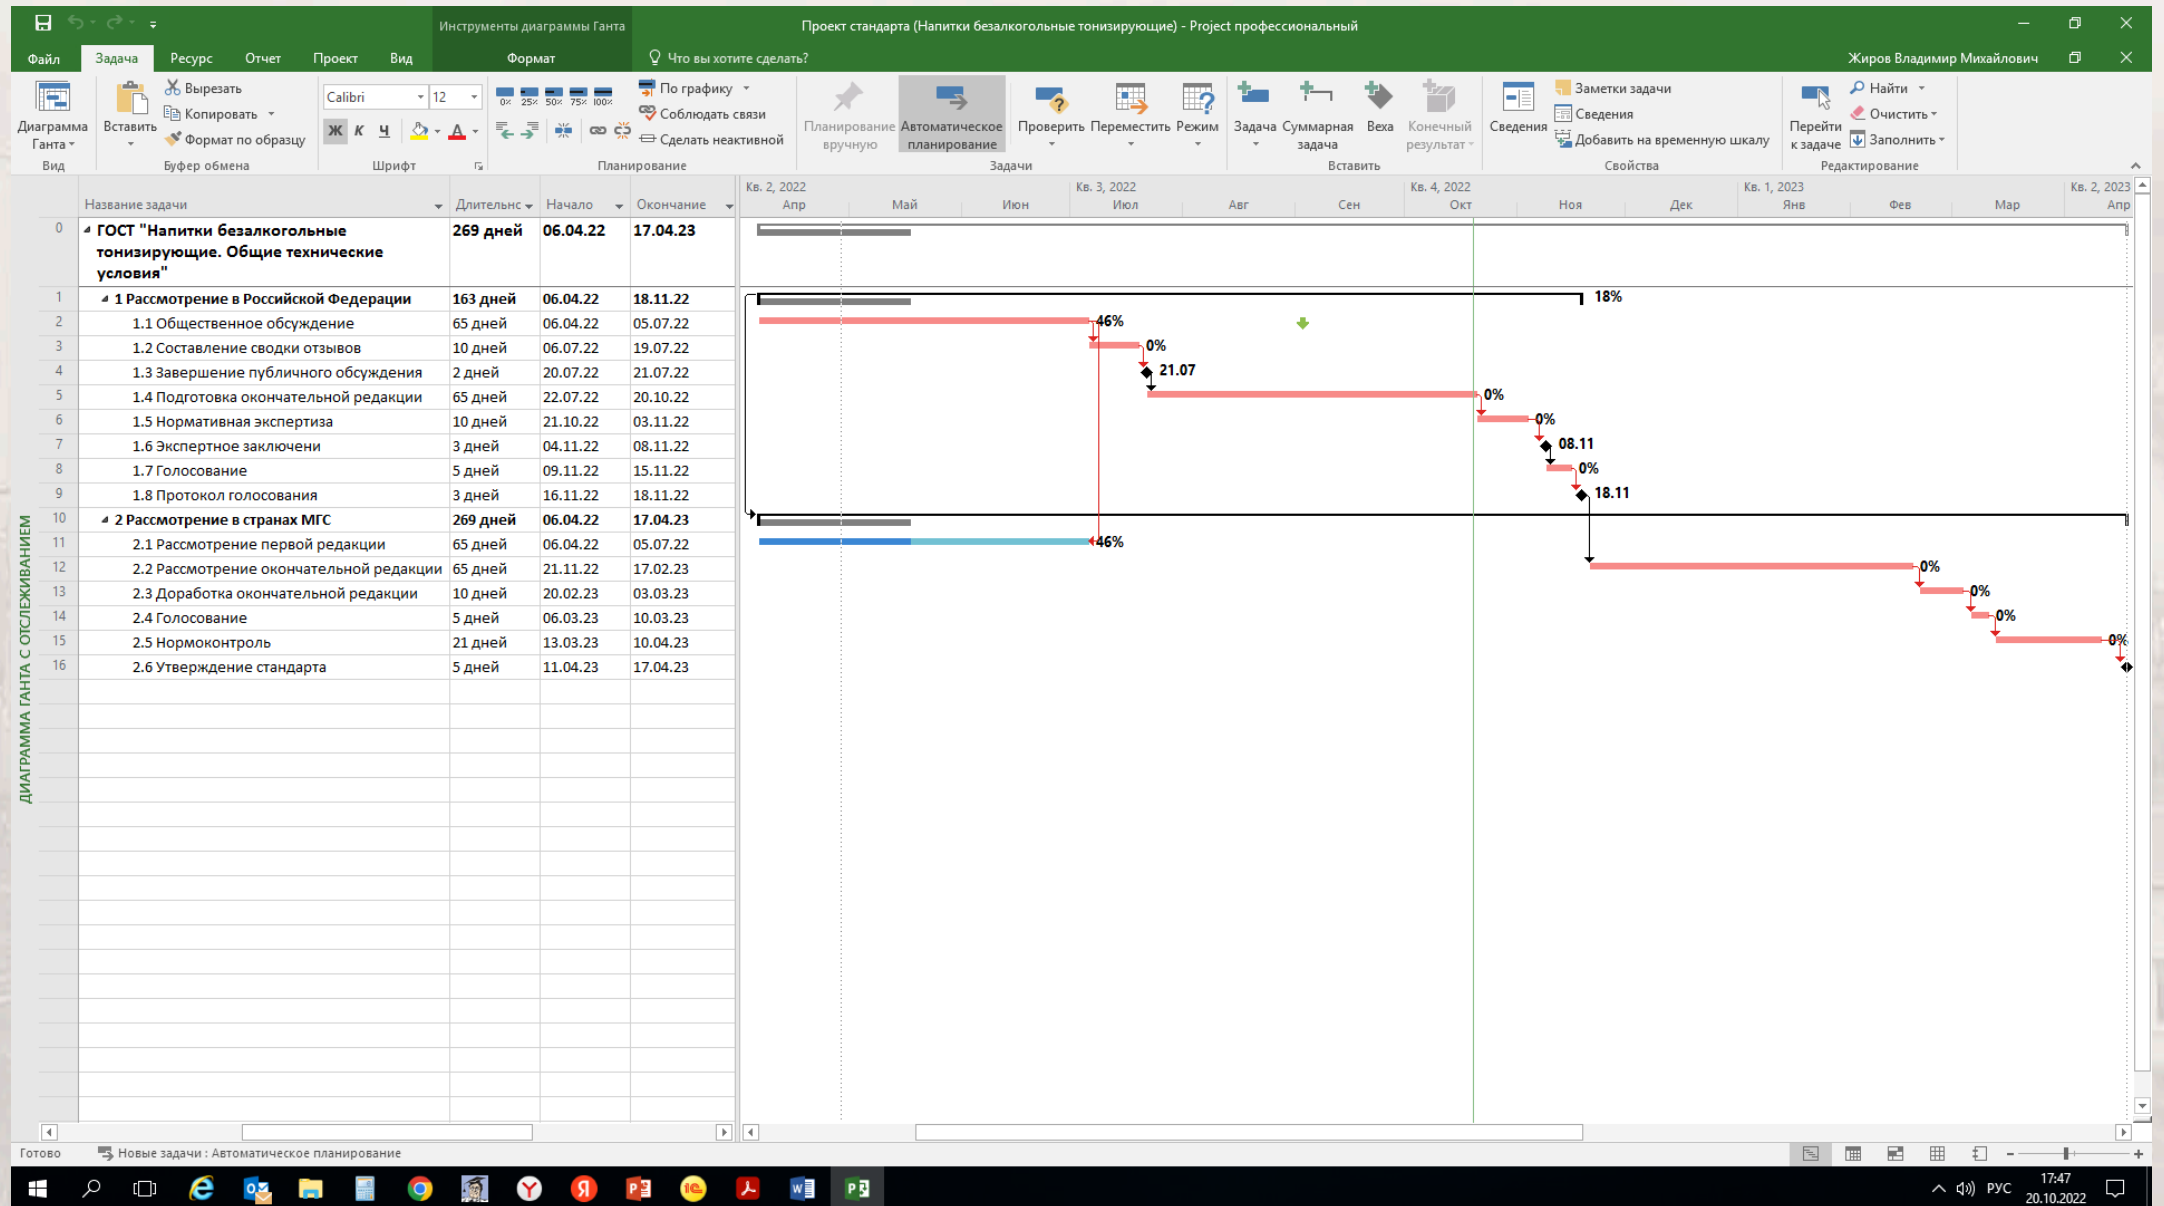 Инструменты диаграммы Ганта
Проект стандарта (Напитки безалкогольные тонизирующие) - Project профессиональный
Файл Задача Ресурс Отчет Проект Вид Формат Что вы хотите сделать? Жиров Владимир Михайлович
Диаграмма Ганта
Вид
Вставить
Вырезать
Копировать
Формат по образцу
Буфер обмена
Calibri 12
Ж К Ч А
Шрифт
0% 25% 50% 75% 100%
По графику
Соблюдать связи
Сделать неактивной
Планирование
Планирование вручную
Автоматическое планирование
Проверить Переместить Режим
Задачи
Задача Суммарная задача Веха Конечный результат
Вставить
Сведения
Заметки задачи
Сведения
Добавить на временную шкалу
Свойства
Перейти к задаче
Найти
Очистить
Заполнить
Редактирование
Кв. 2, 2022 Кв. 3, 2022 Кв. 4, 2022 Кв. 1, 2023 Кв. 2, 2023
Название задачи Длительнс Начало Окончание Апр Май Июн Июл Авг Сен Окт Ноя Дек Янв Фев Мар Апр
0 ГОСТ "Напитки безалкогольные 269 дней 06.04.22 17.04.23
тонизирующие. Общие технические
условия"
1 1 Рассмотрение в Российской Федерации 163 дней 06.04.22 18.11.22 18%
2 1.1 Общественное обсуждение 65 дней 06.04.22 05.07.22 46%
3 1.2 Составление сводки отзывов 10 дней 06.07.22 19.07.22 0%
4 1.3 Завершение публичного обсуждения 2 дней 20.07.22 21.07.22 21.07
5 1.4 Подготовка окончательной редакции 65 дней 22.07.22 20.10.22 0%
6 1.5 Нормативная экспертиза 10 дней 21.10.22 03.11.22 0%
7 1.6 Экспертное заключени 3 дней 04.11.22 08.11.22 08.11
8 1.7 Голосование 5 дней 09.11.22 15.11.22 0%
9 1.8 Протокол голосования 3 дней 16.11.22 18.11.22 18.11
10 2 Рассмотрение в странах МГС 269 дней 06.04.22 17.04.23
11 2.1 Рассмотрение первой редакции 65 дней 06.04.22 05.07.22 46%
12 2.2 Рассмотрение окончательной редакции 65 дней 21.11.22 17.02.23 0%
13 2.3 Доработка окончательной редакции 10 дней 20.02.23 03.03.23 0%
14 2.4 Голосование 5 дней 06.03.23 10.03.23 0%
15 2.5 Нормоконтроль 21 дней 13.03.23 10.04.23 0%
16 2.6 Утверждение стандарта 5 дней 11.04.23 17.04.23
ДИАГРАММА ГАНТА С ОТСЛЕЖИВАНИЕМ
Готово Новые задачи : Автоматическое планирование
РУС 17:47
20.10.2022